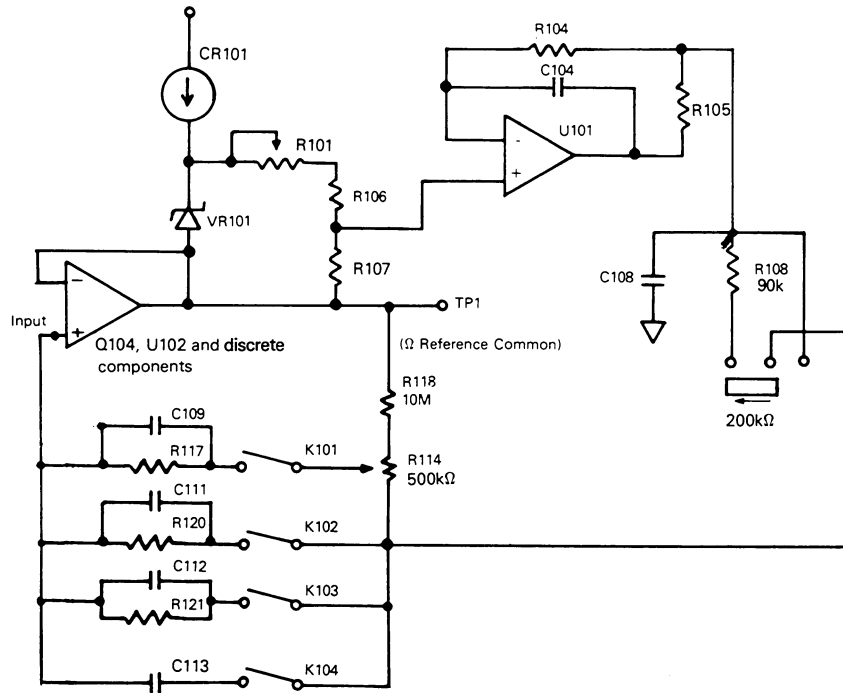 CR101
R104
C104
R105
U101
-
+
R101
R106
VR101
R107
C108
R108
90k
-
+
Input
TP1
Q104, U102 and discrete
components
(Ω Reference Common)
200kΩ
R118
10M
C109
R117
K101
R114
500kΩ
C111
R120
K102
C112
R121
K103
C113
K104